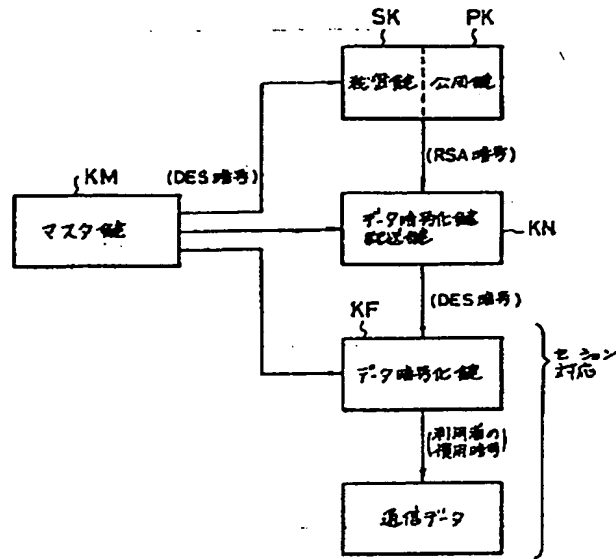 SK PK
秘密鍵 公開鍵
KM
(DES暗号)
(RSA暗号)
マスタ鍵
データ暗号化鍵
配送鍵
KN
(DES暗号)
KF
データ暗号化鍵
セション
対応
(利用者の
使用暗号)
通信データ